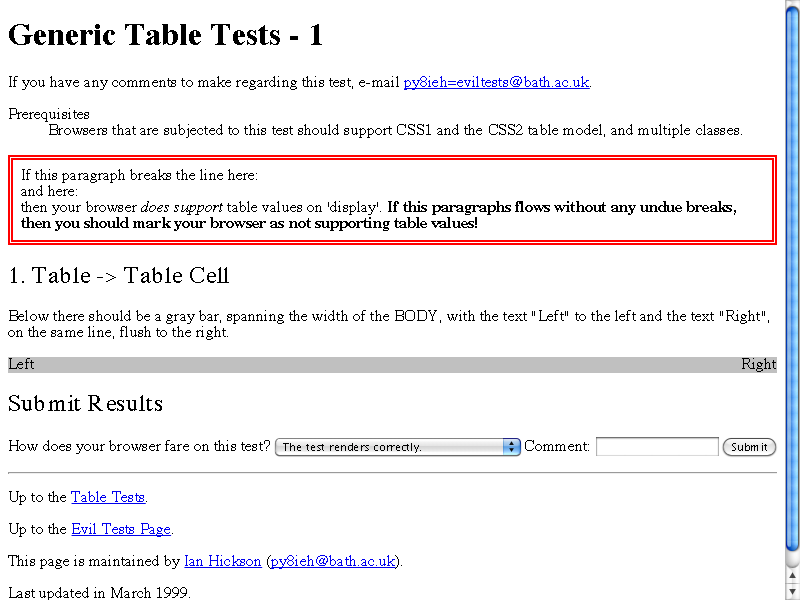 Generic Table Tests - 1
If you have any comments to make regarding this test, e-mail py8ieh=eviltests@bath.ac.uk.
Prerequisites
Browsers that are subjected to this test should support CSS1 and the CSS2 table model, and multiple classes.
If this paragraph breaks the line here:
and here:
then your browser does support table values on 'display'. If this paragraphs flows without any undue breaks,
then you should mark your browser as not supporting table values!
1. Table -> Table Cell
Below there should be a gray bar, spanning the width of the BODY, with the text "Left" to the left and the text "Right",
on the same line, flush to the right.
Left Right
Submit Results
How does your browser fare on this test? The test renders correctly. Comment: Submit
Up to the Table Tests.
Up to the Evil Tests Page.
This page is maintained by Ian Hickson (py8ieh@bath.ac.uk).
Last updated in March 1999.